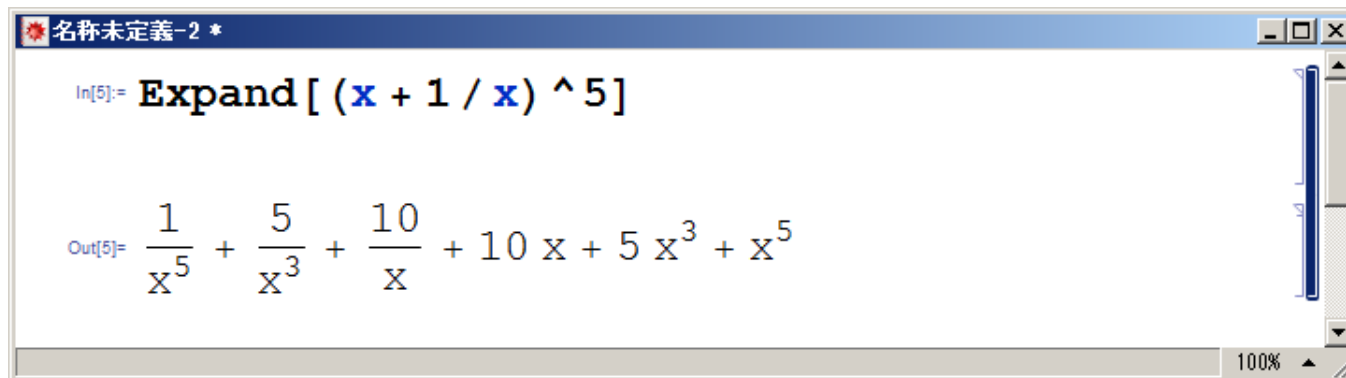 名称未定義-2 *
In[5]:= Expand[(x + 1 / x) ^ 5]
Out[5]= 1/x^5 + 5/x^3 + 10/x + 10 x + 5 x^3 + x^5
100%